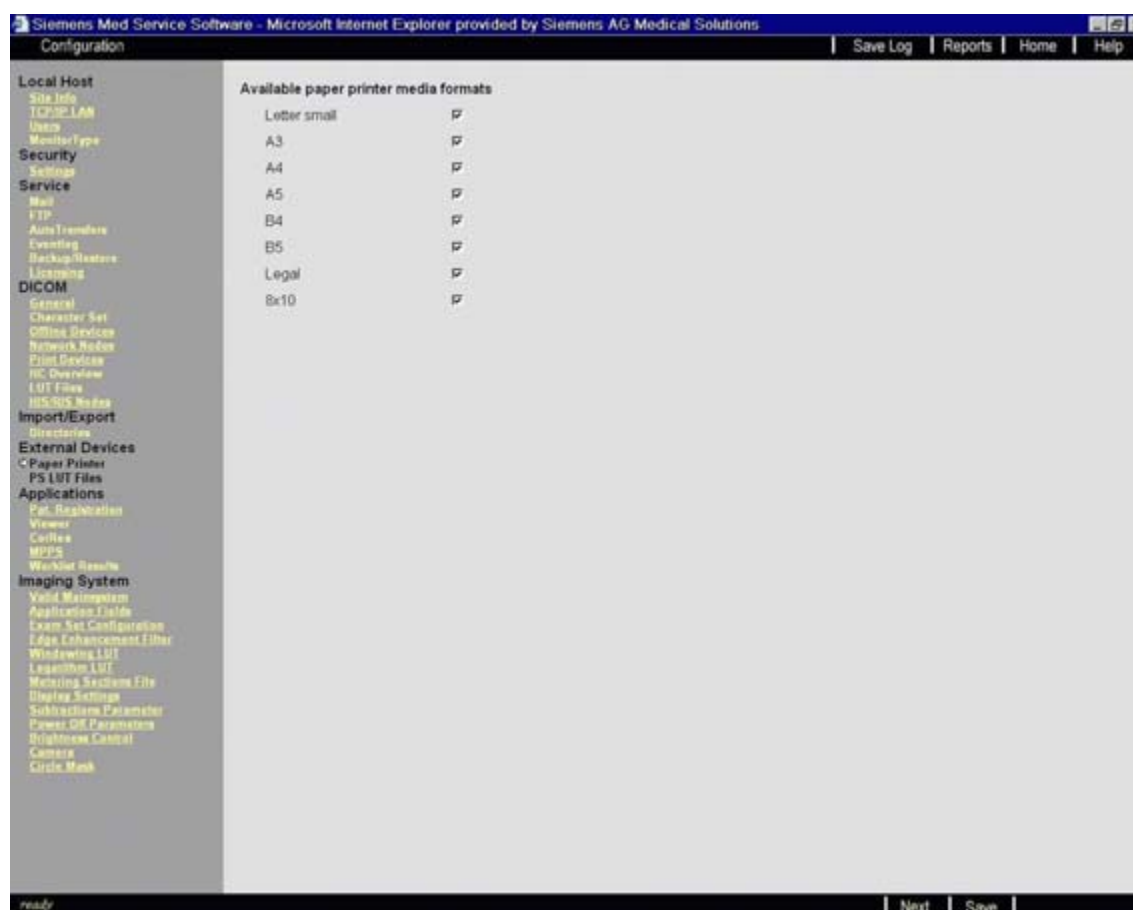 Siemens Med Service Software - Microsoft Internet Explorer provided by Siemens AG Medical Solutions
Configuration
Save Log
Reports
Home
Help
Local Host
Site Info
TCP/IP LAN
Users
MonitorType
Security
Settings
Service
Mail
FTP
AutoTransfers
Eventlog
Backup/Restore
Licensing
DICOM
General
Character Set
Offline Devices
Network Nodes
Print Devices
HC Overview
LUT Files
HIS/RIS Nodes
Import/Export
Directories
External Devices
Paper Printer
PS LUT Files
Applications
Pat. Registration
Viewer
CorRea
MPPS
Worklist Results
Imaging System
Valid Mainsystem
Application Fields
Exam Set Configuration
Edge Enhancement Filter
Windowing LUT
Logarithm LUT
Metering Sections File
Display Settings
Subtractions Parameter
Power Off Parameters
Brightness Control
Camera
Circle Mask
Available paper printer media formats
Letter small
A3
A4
A5
B4
B5
Legal
8x10
ready
Next
Save